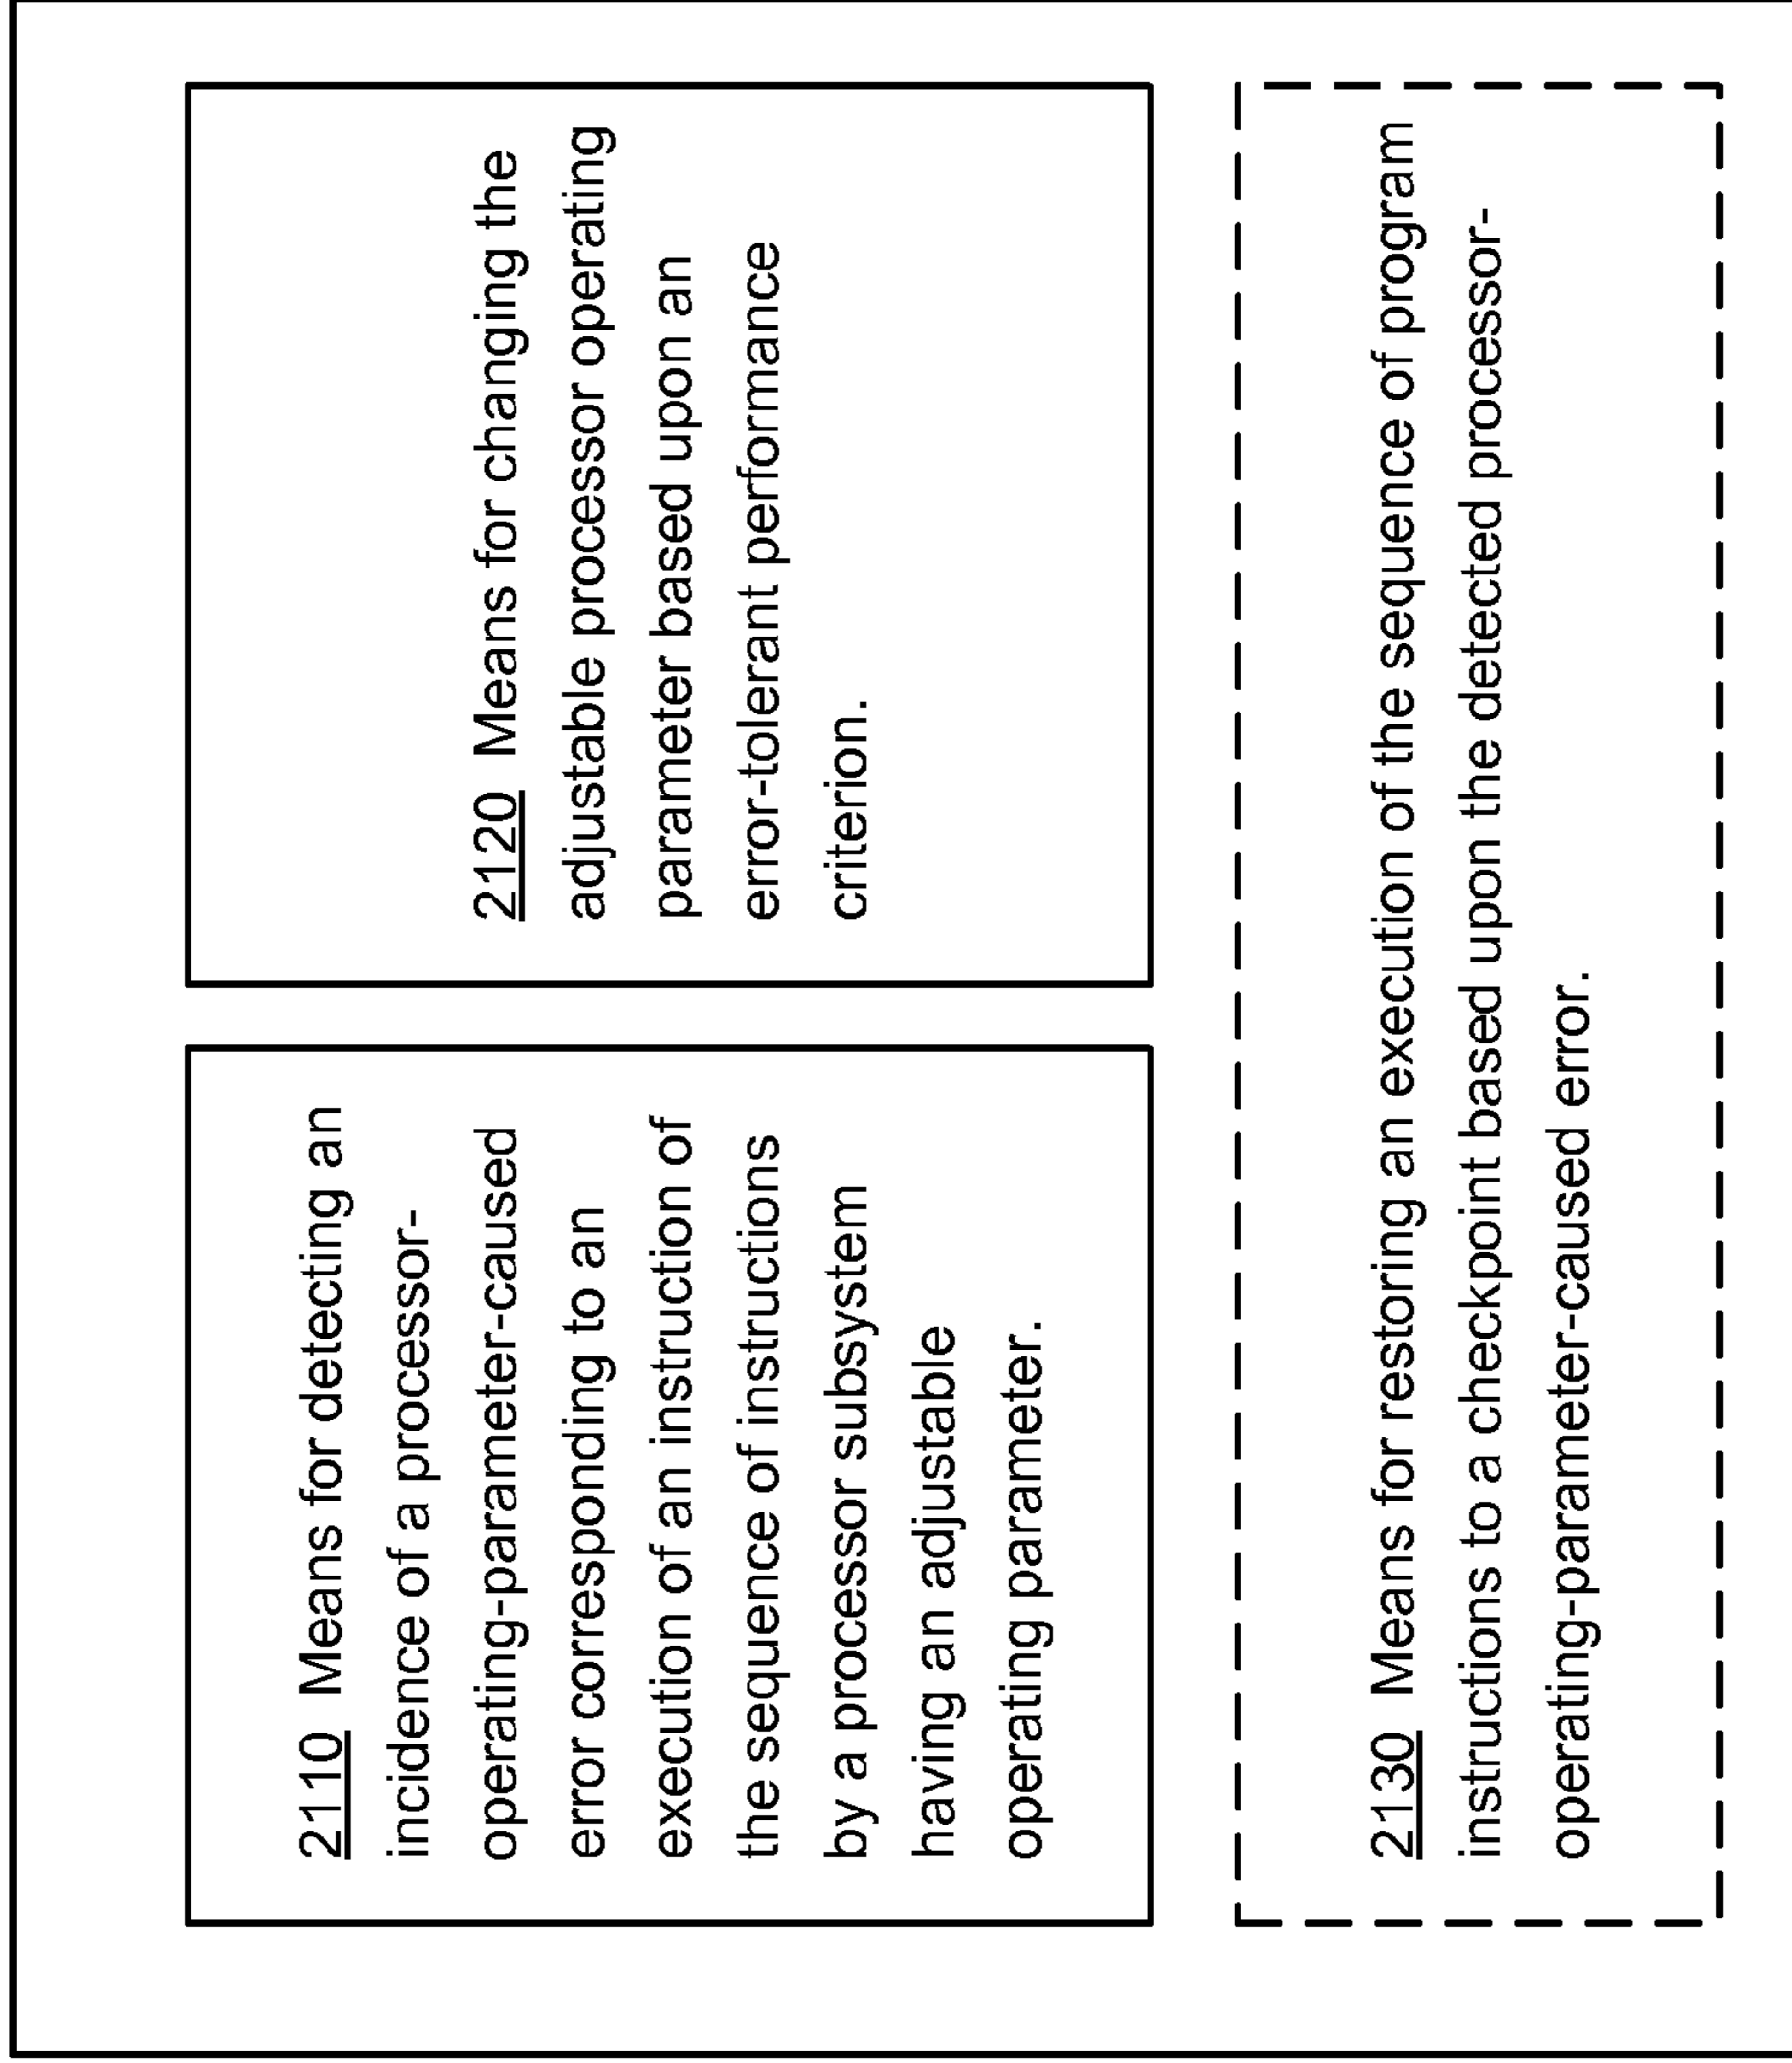 2110 Means for detecting an
incidence of a processor-
operating-parameter-caused
error corresponding to an
execution of an instruction of
the sequence of instructions
by a processor subsystem
having an adjustable
operating parameter.
2120 Means for changing the
adjustable processor operating
parameter based upon an
error-tolerant performance
criterion.
2130 Means for restoring an execution of the sequence of program
instructions to a checkpoint based upon the detected processor-
operating-parameter-caused error.